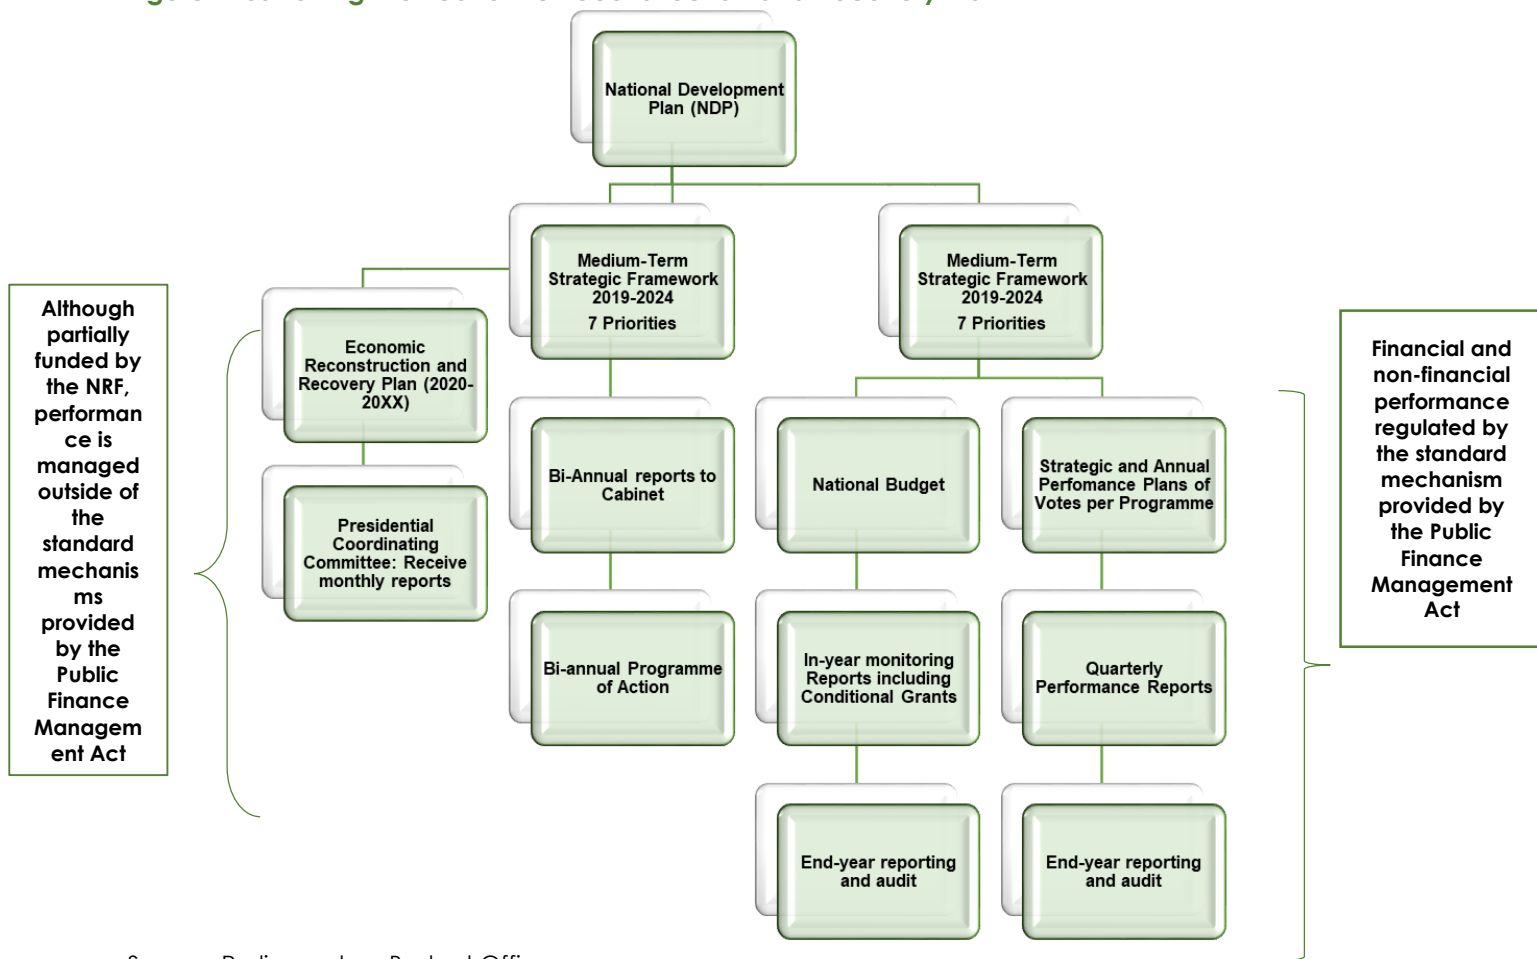 National Development
Plan (NDP)
Medium-Term
Strategic Framework
2019-2024
7 Priorities
Medium-Term
Strategic Framework
2019-2024
7 Priorities
Although
partially
funded by
the NRF,
performan
ce is
managed
outside of
the
standard
mechanis
ms
provided
by the
Public
Finance
Managem
ent Act
Economic
Reconstruction and
Recovery Plan (2020-
20XX)
Presidential
Coordinating
Committee: Receive
monthly reports
Bi-Annual reports to
Cabinet
Bi-annual Programme
of Action
National Budget
In-year monitoring
Reports including
Conditional Grants
End-year reporting
and audit
Strategic and Annual
Perfomance Plans of
Votes per Programme
Quarterly
Performance Reports
End-year reporting
and audit
Financial and
non-financial
performance
regulated by
the standard
mechanism
provided by
the Public
Finance
Management
Act
Parliamentary Budget Office